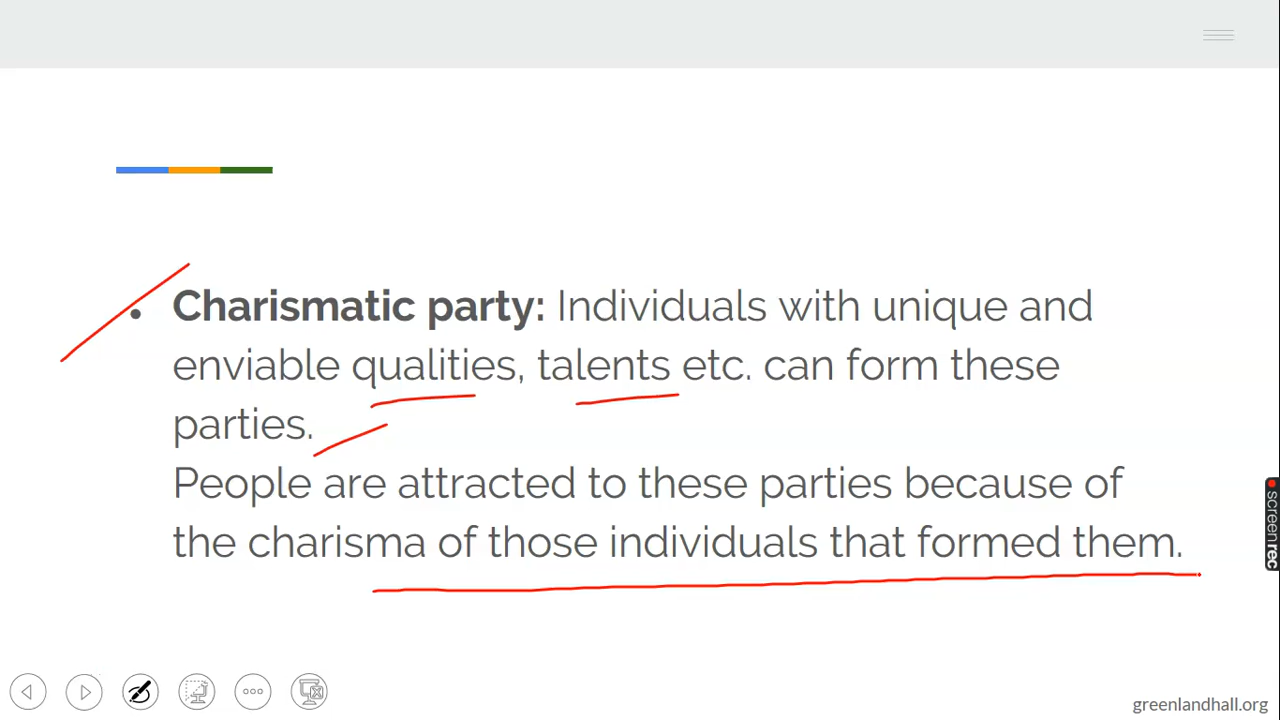 • Charismatic party: Individuals with unique and
enviable qualities, talents etc. can form these
parties.
People are attracted to these parties because of
the charisma of those individuals that formed them.
screenrec
greenlandhall.org